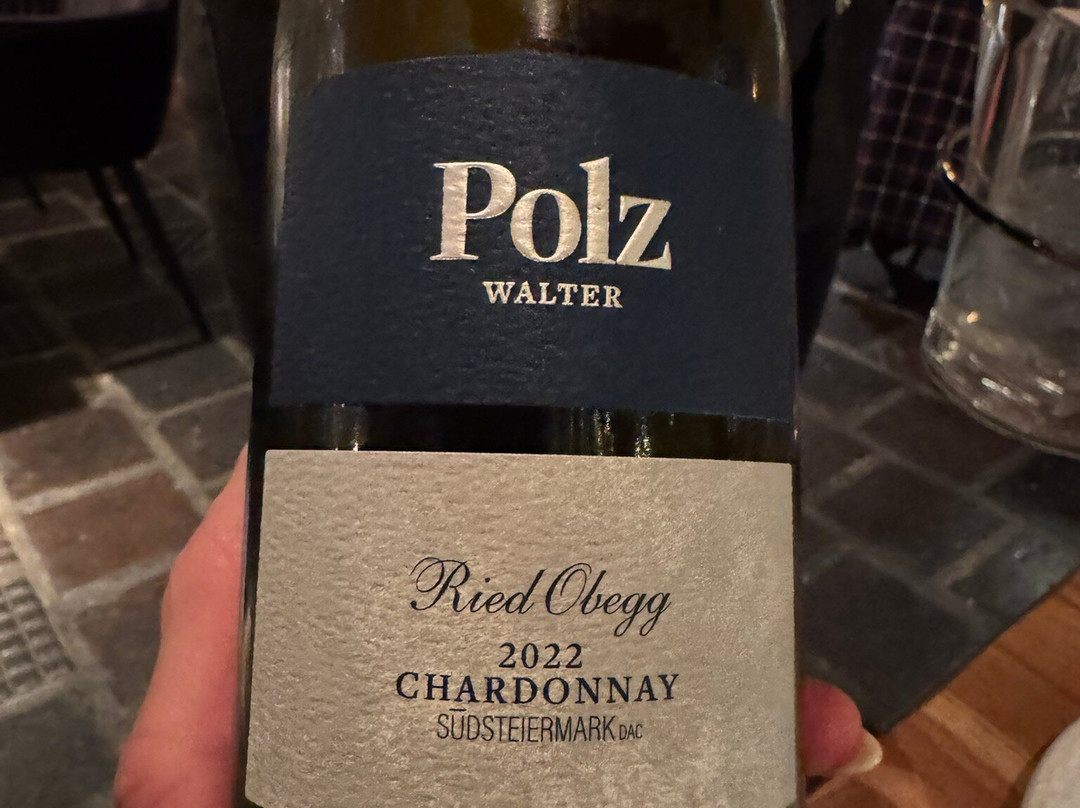 Polz
WALTER
Ried Obegg
2022
CHARDONNAY
SÜDSTEIERMARK DAC